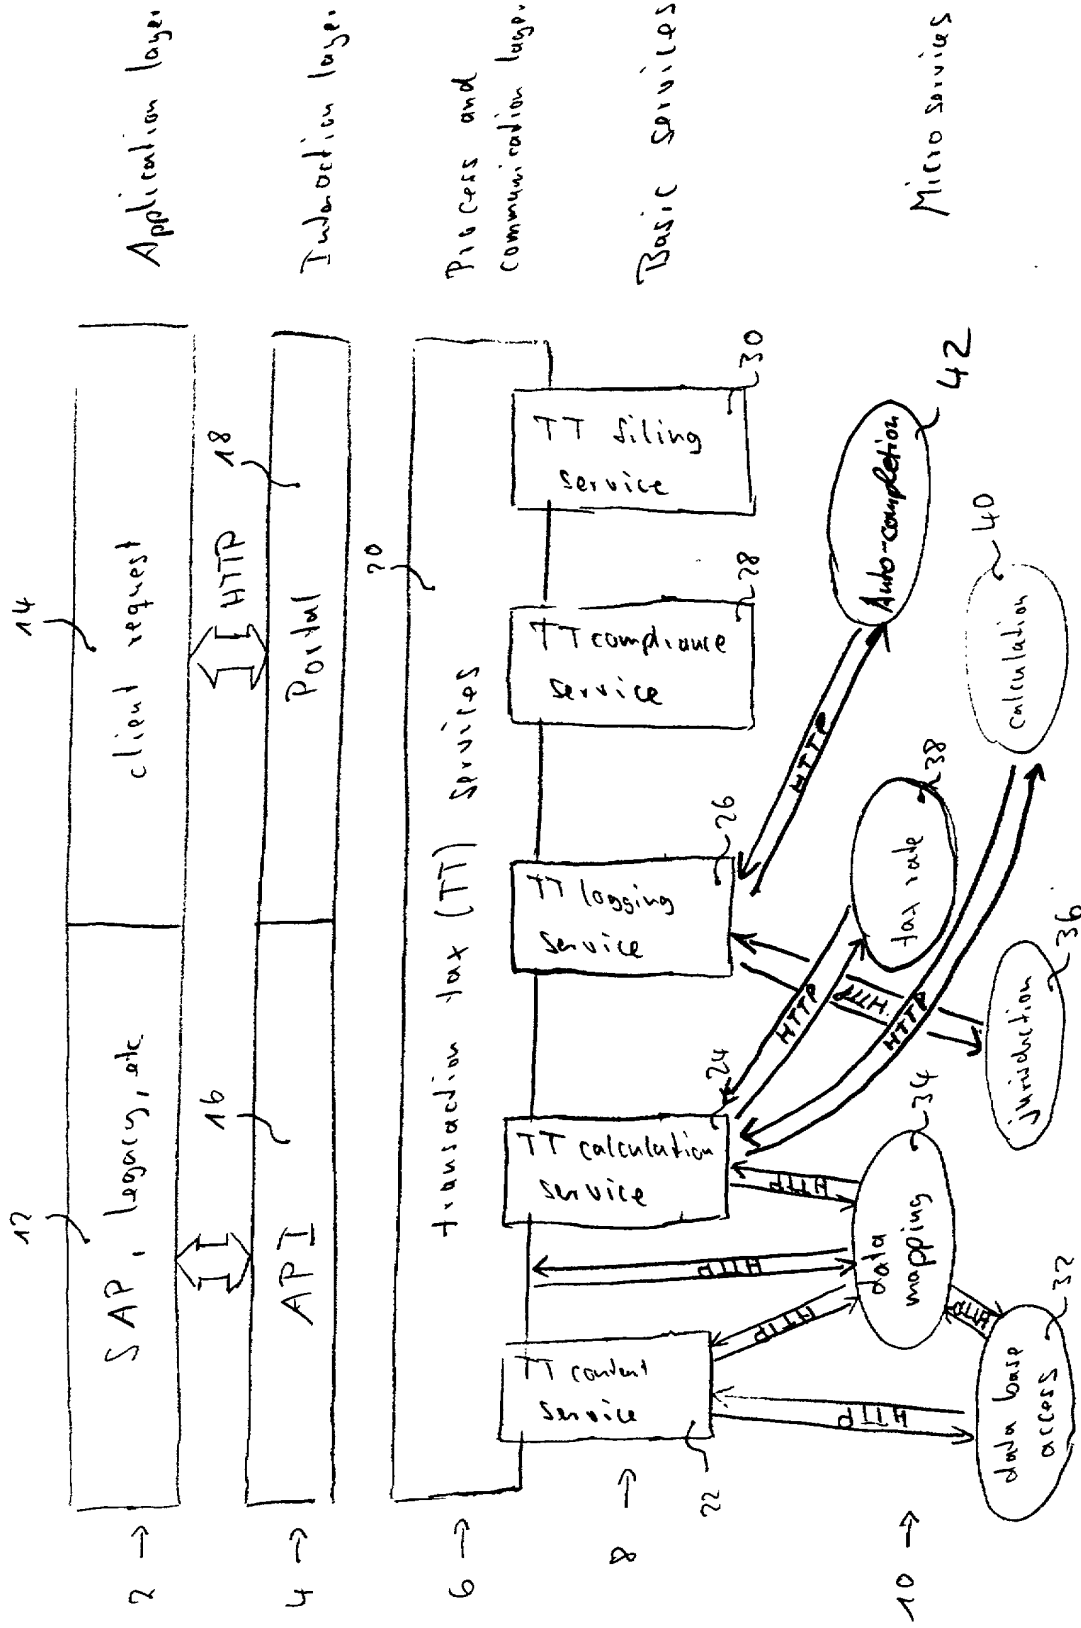 2 →
12
SAP, legacy, etc.
14
client request
Application layer
HTTP
4 →
16
API
18
Portal
Interaction layer
6 →
20
transaction tax (TT) services
Process and
communication layer
8 →
22
TT content
service
24
TT calculation
service
26
TT logging
service
28
TT compliance
service
30
TT filing
service
Basic services
HTTP
HTTP
HTTP
HTTP
HTTP
HTTP
HTTP
HTTP
HTTP
10 →
32
data base
access
34
data
mapping
36
jurisdiction
38
tax rate
40
calculation
42
Auto-completion
Micro services